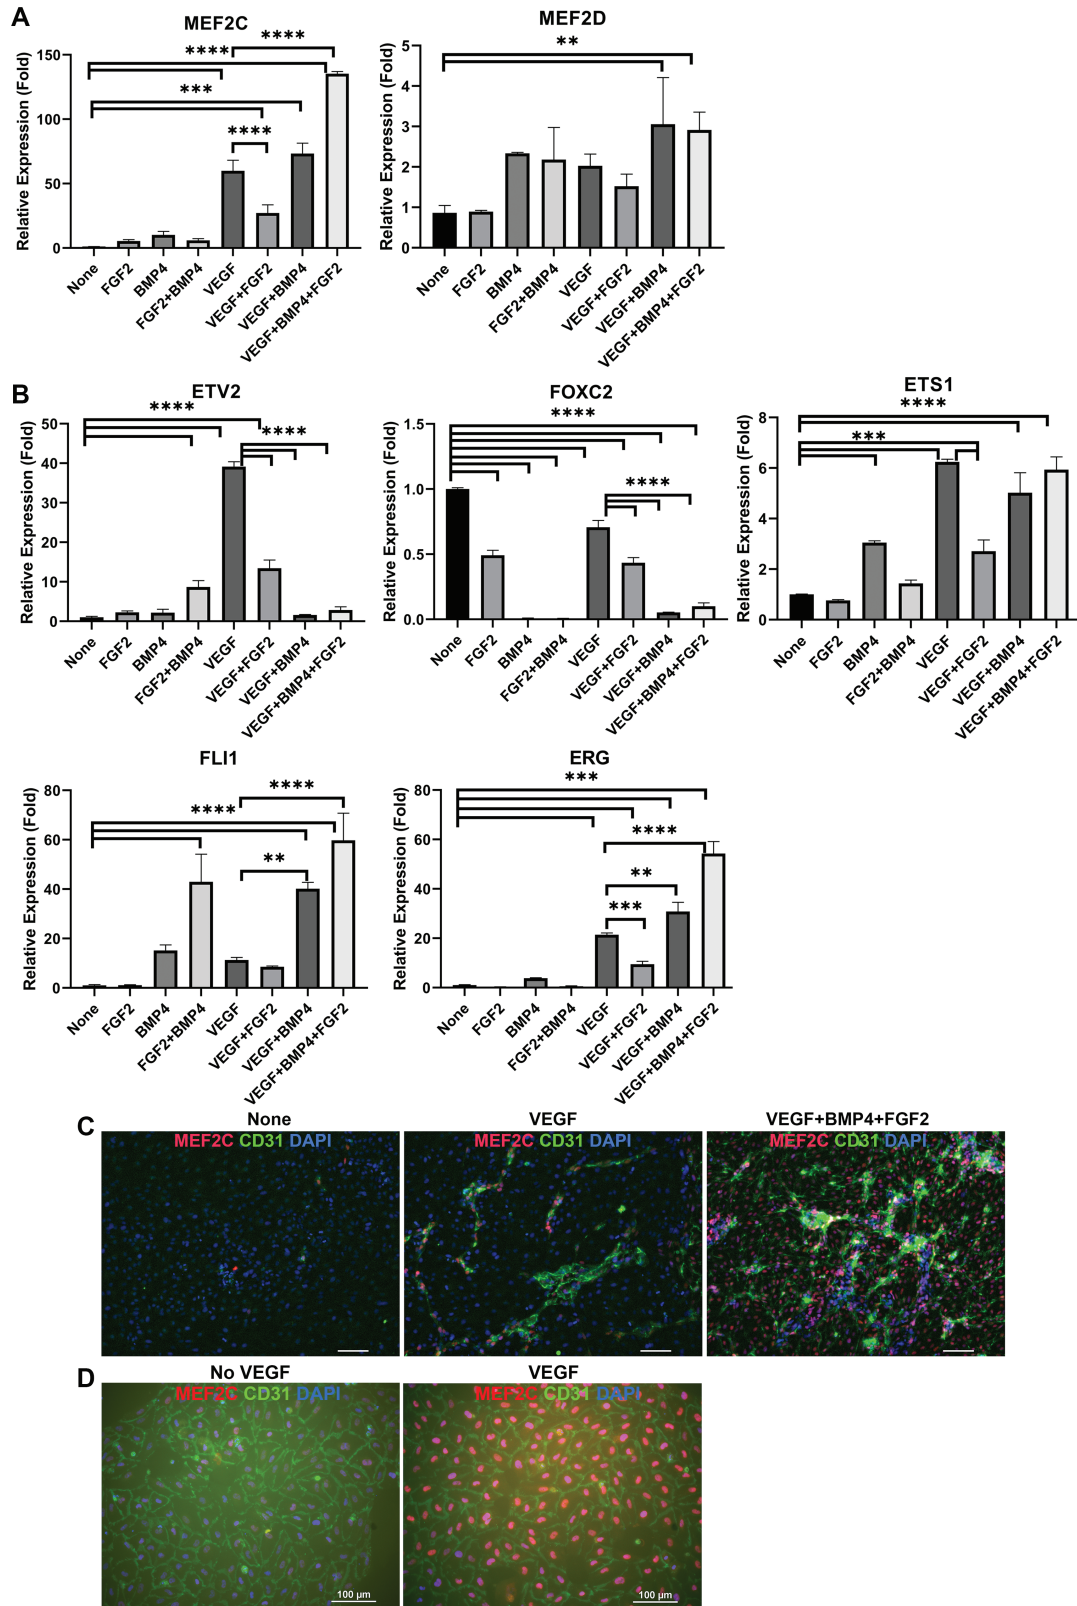 A
MEF2C
Relative Expression (Fold)
150
100
50
0
****
****
***
****
None
FGF2
BMP4
FGF2+BMP4
VEGF
VEGF+FGF2
VEGF+BMP4
VEGF+BMP4+FGF2
MEF2D
Relative Expression (Fold)
5
4
3
2
1
0
**
None
FGF2
BMP4
FGF2+BMP4
VEGF
VEGF+FGF2
VEGF+BMP4
VEGF+BMP4+FGF2
B
ETV2
Relative Expression (Fold)
50
40
30
20
10
0
****
****
None
FGF2
BMP4
FGF2+BMP4
VEGF
VEGF+FGF2
VEGF+BMP4
VEGF+BMP4+FGF2
FOXC2
Relative Expression (Fold)
1.5
1.0
0.5
0.0
****
****
None
FGF2
BMP4
FGF2+BMP4
VEGF
VEGF+FGF2
VEGF+BMP4
VEGF+BMP4+FGF2
ETS1
Relative Expression (Fold)
8
6
4
2
0
****
***
None
FGF2
BMP4
FGF2+BMP4
VEGF
VEGF+FGF2
VEGF+BMP4
VEGF+BMP4+FGF2
FLI1
Relative Expression (Fold)
80
60
40
20
0
****
****
**
None
FGF2
BMP4
FGF2+BMP4
VEGF
VEGF+FGF2
VEGF+BMP4
VEGF+BMP4+FGF2
ERG
Relative Expression (Fold)
80
60
40
20
0
***
****
**
***
None
FGF2
BMP4
FGF2+BMP4
VEGF
VEGF+FGF2
VEGF+BMP4
VEGF+BMP4+FGF2
C
None
MEF2C CD31 DAPI
VEGF
MEF2C CD31 DAPI
VEGF+BMP4+FGF2
MEF2C CD31 DAPI
D
No VEGF
MEF2C CD31 DAPI
100 µm
VEGF
MEF2C CD31 DAPI
100 µm